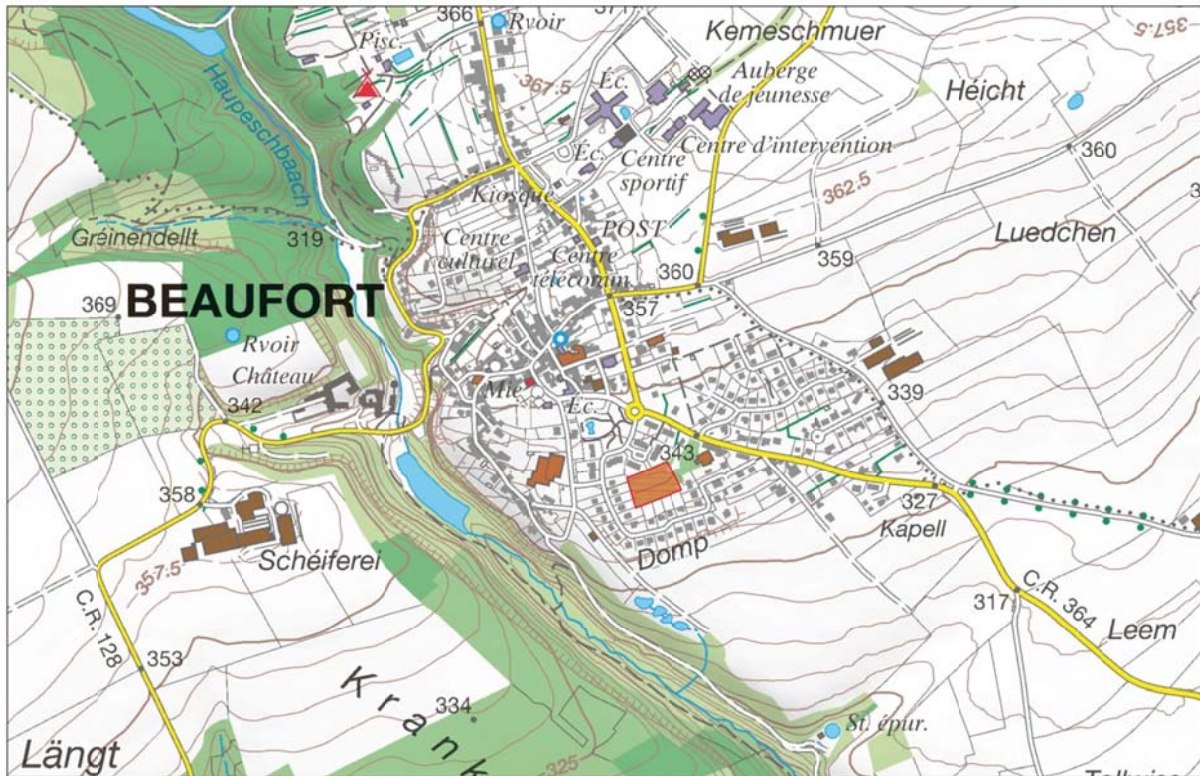 366
Rvoir
Kemeschmuer
357.5
Pisc.
367.5
Éc.
Auberge
de jeunesse
Héicht
Haupeschbaach
Centre d'intervention
Éc.
Centre
sportif
360
362.5
Kiosque
Gréinendellt
319
Centre
culturel
POST
Luedchen
359
Centre
télécomm.
360
BEAUFORT
357
369
Rvoir
Château
339
342
Éc.
343
358
327
Kapell
Domp
Schéiferei
357.5
C.R. 364
317
Leem
C.R. 128
353
Krank
334
St. épur.
Längt
325